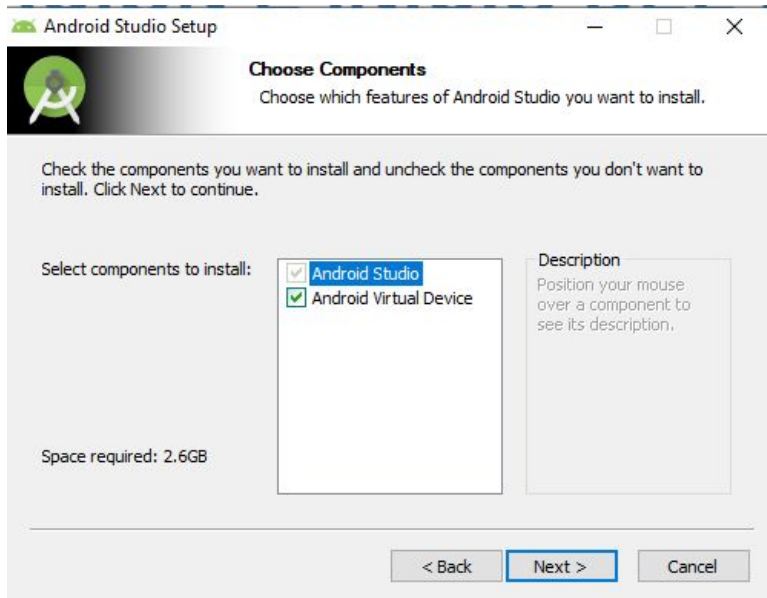 Android Studio Setup
Choose Components
Choose which features of Android Studio you want to install.
Check the components you want to install and uncheck the components you don't want to
install. Click Next to continue.
Select components to install:
Android Studio
Android Virtual Device
Description
Position your mouse
over a component to
see its description.
Space required: 2.6GB
< Back
Next >
Cancel